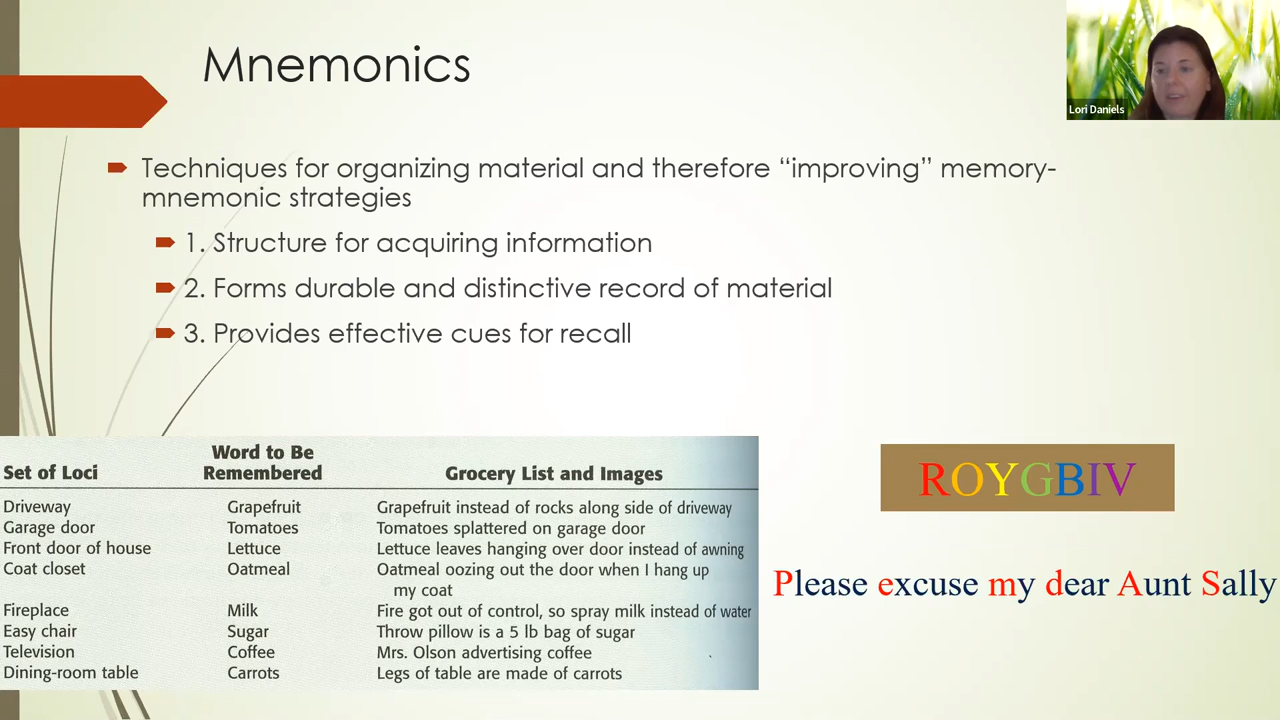 Mnemonics
Lori Daniels
Techniques for organizing material and therefore “improving” memory-
mnemonic strategies
1. Structure for acquiring information
2. Forms durable and distinctive record of material
3. Provides effective cues for recall
Set of Loci Word to Be Remembered Grocery List and Images
Driveway Grapefruit Grapefruit instead of rocks along side of driveway
Garage door Tomatoes Tomatoes splattered on garage door
Front door of house Lettuce Lettuce leaves hanging over door instead of awning
Coat closet Oatmeal Oatmeal oozing out the door when I hang up
my coat
Fireplace Milk Fire got out of control, so spray milk instead of water
Easy chair Sugar Throw pillow is a 5 lb bag of sugar
Television Coffee Mrs. Olson advertising coffee
Dining-room table Carrots Legs of table are made of carrots
ROYGBIV
Please excuse my dear Aunt Sally